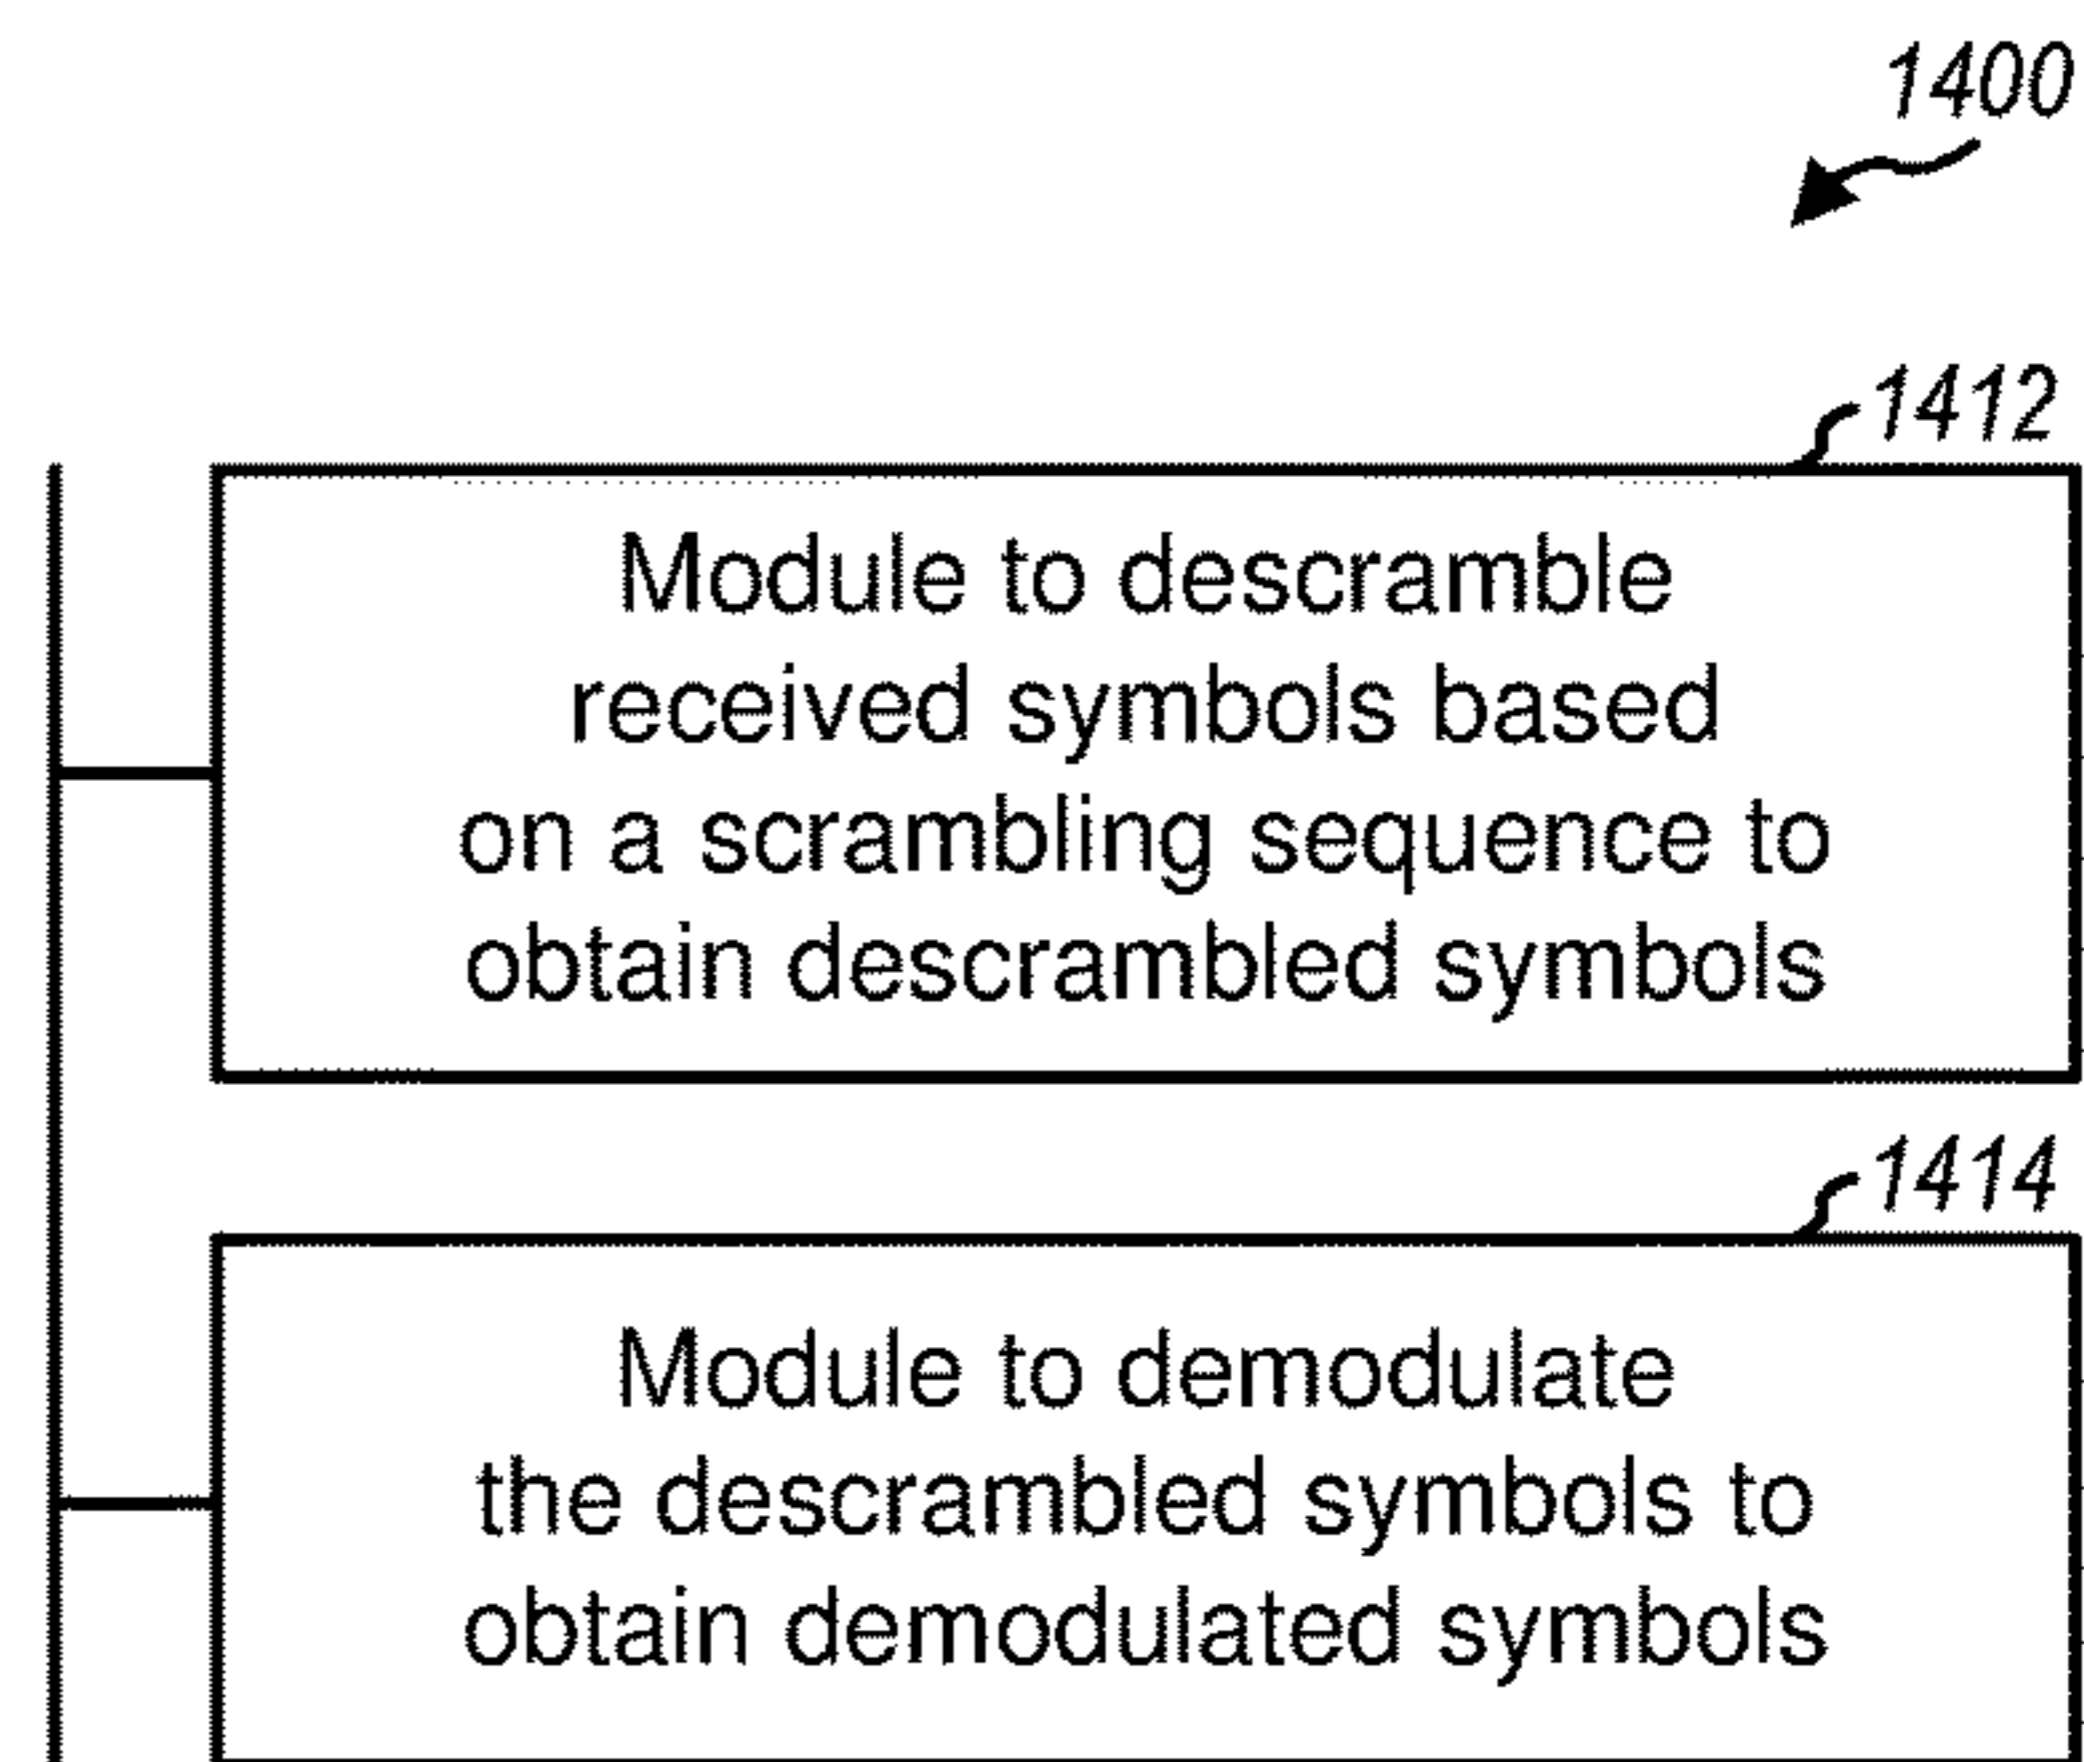 1400
1412
Module to descramble
received symbols based
on a scrambling sequence to
obtain descrambled symbols
1414
Module to demodulate
the descrambled symbols to
obtain demodulated symbols